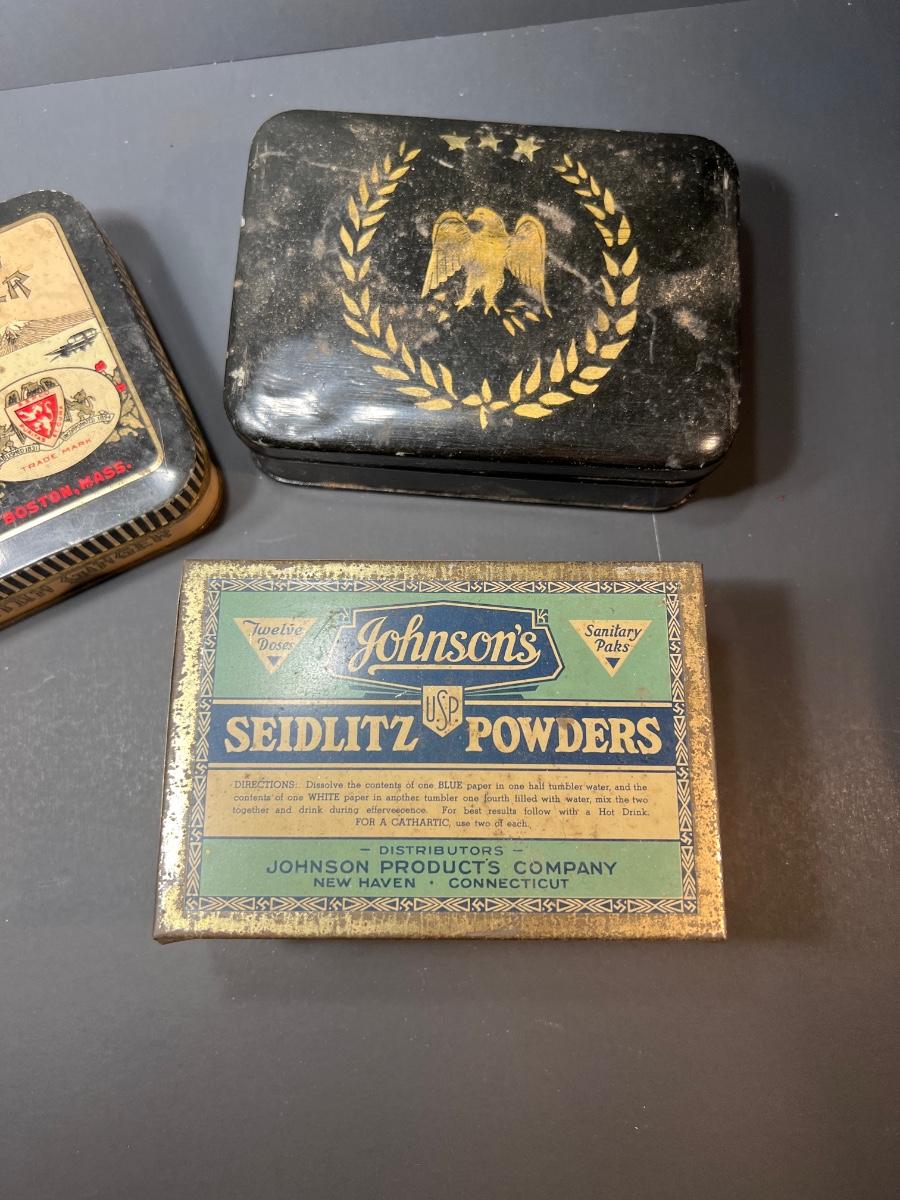 BOSTON, MASS.
TRADE MARK
Twelve
Doses
Johnson's
Sanitary
Paks
U.S.P.
SEIDLITZ POWDERS
DIRECTIONS: Dissolve the contents of one BLUE paper in one half tumbler water, and the
contents of one WHITE paper in another tumbler one fourth filled with water, mix the two
together and drink during effervescence. For best results follow with a Hot Drink.
FOR A CATHARTIC, use two of each.
— DISTRIBUTORS —
JOHNSON PRODUCTS COMPANY
NEW HAVEN · CONNECTICUT